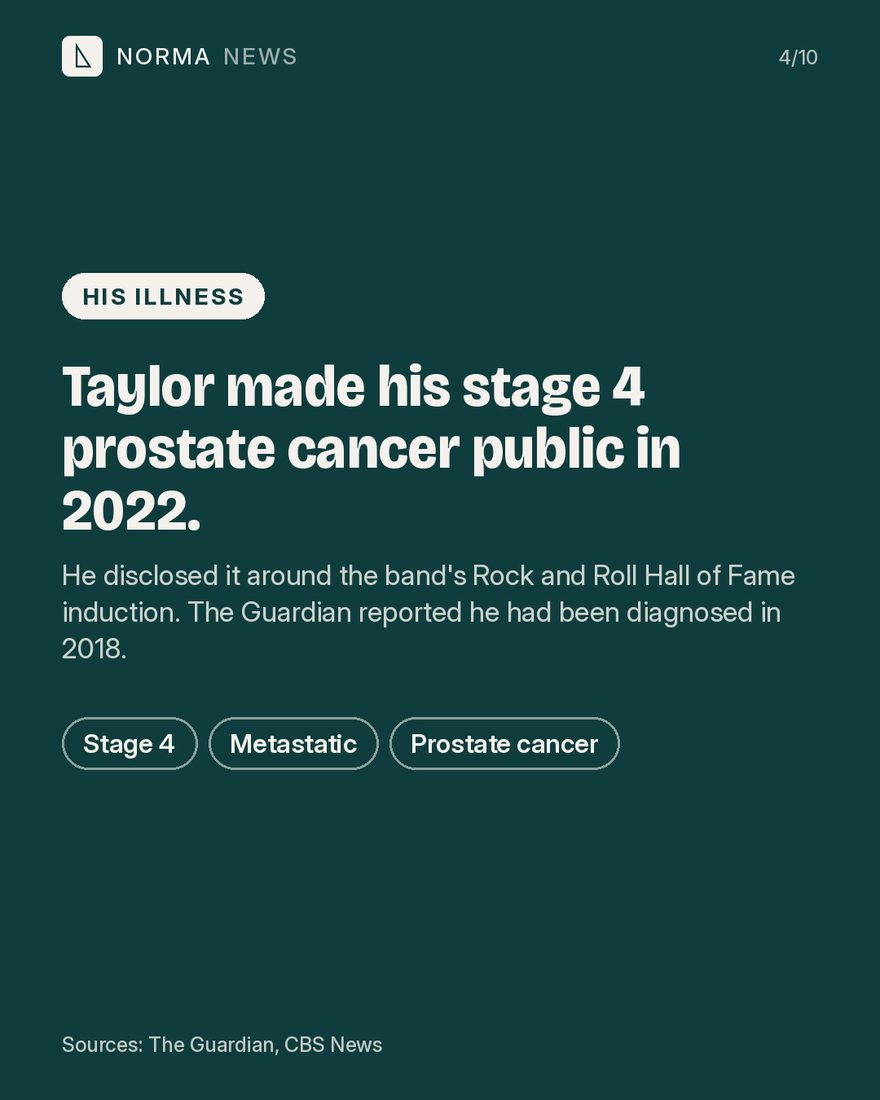 NORMA NEWS
4/10
HIS ILLNESS
Taylor made his stage 4
prostate cancer public in
2022.
He disclosed it around the band's Rock and Roll Hall of Fame
induction. The Guardian reported he had been diagnosed in
2018.
Stage 4
Metastatic
Prostate cancer
Sources: The Guardian, CBS News